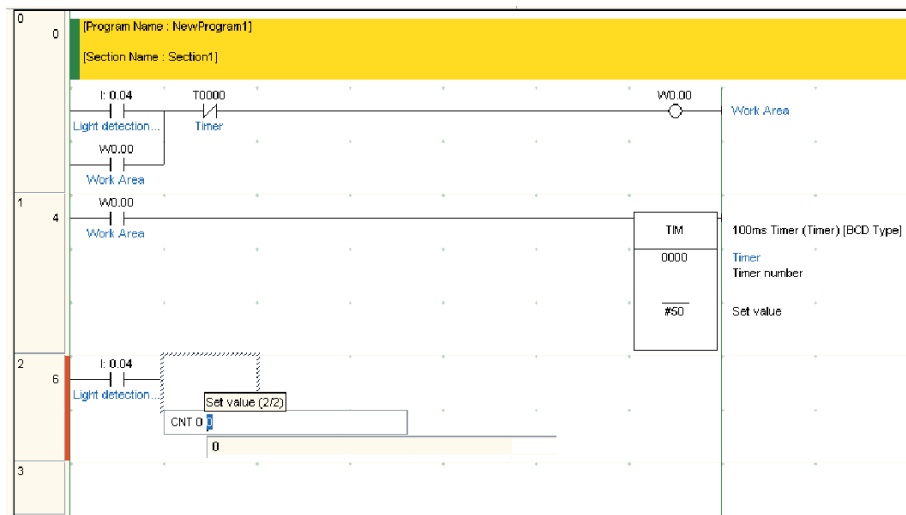 0
0
[Program Name : NewProgram1]
[Section Name : Section1]
I: 0.04 T0000 W0.00
Work Area
Light detection... Timer
W0.00
Work Area
1
W0.00
4
Work Area
TIM
100ms Timer (Timer) [BCD Type]
0000
Timer
Timer number
#50
Set value
2
I: 0.04
6
Light detection...
Set value (2/2)
CNT 0 0
0
3